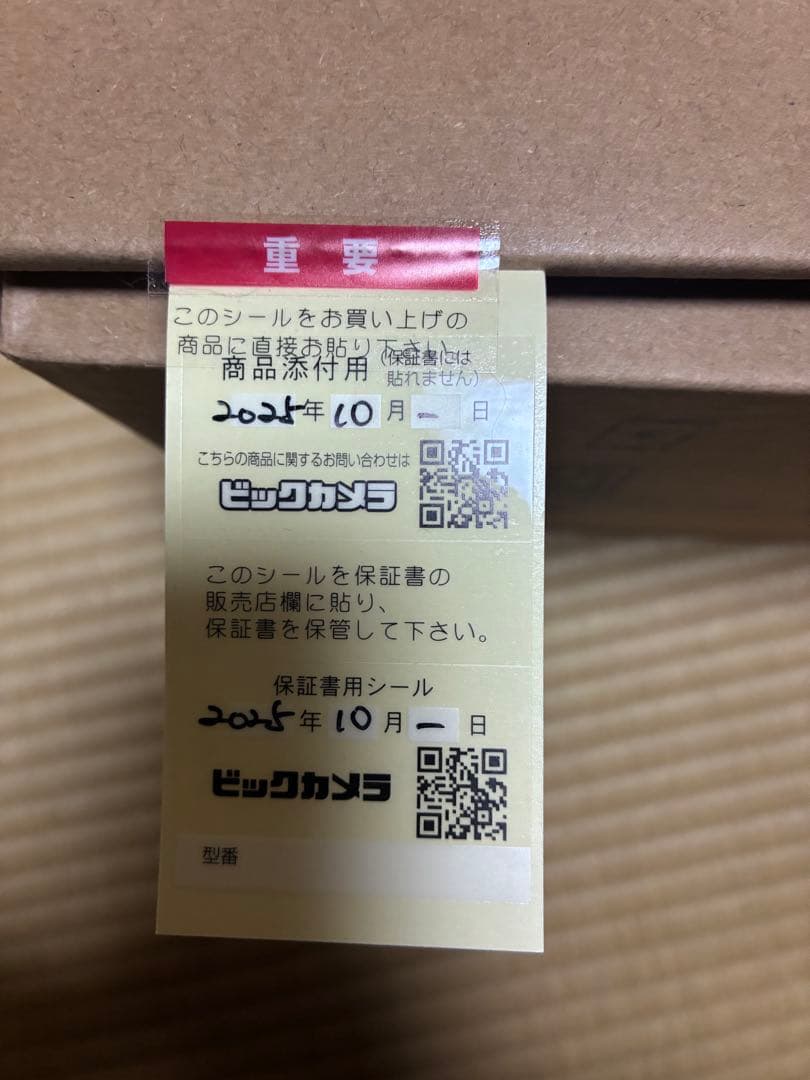 重要
このシールをお買い上げの
商品に直接お貼り下さい。
商品添付用(保証書には
貼れません)
2025年10月一日
こちらの商品に関するお問い合わせは
ビックカメラ
このシールを保証書の
販売店欄に貼り、
保証書を保管して下さい。
保証書用シール
2025年10月一日
ビックカメラ
型番